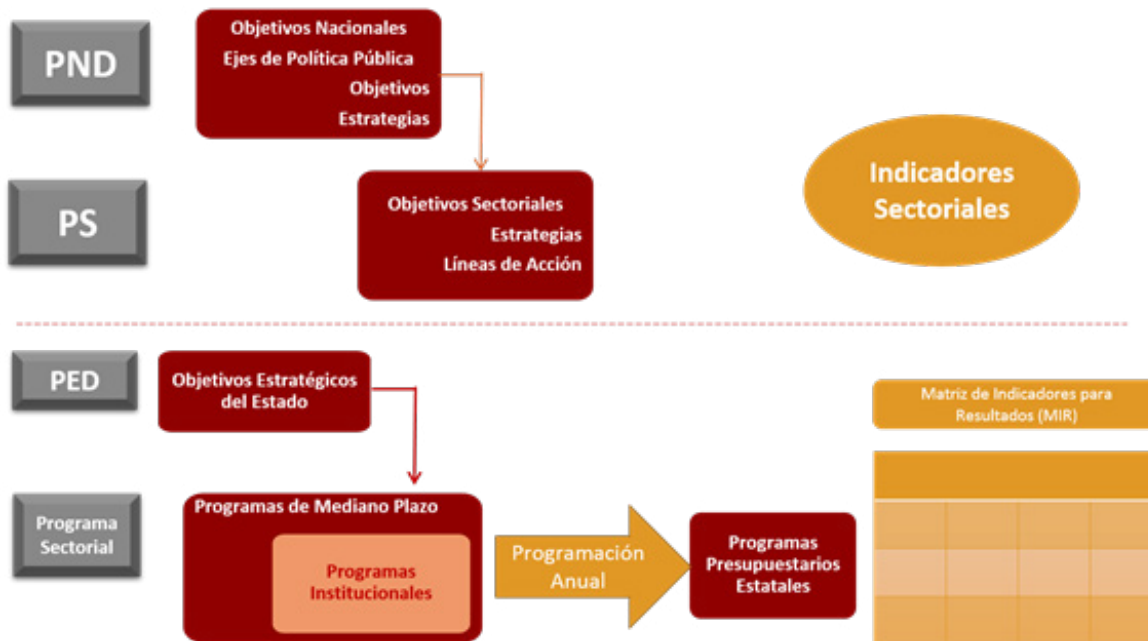 PND
Objetivos Nacionales
Ejes de Política Pública
Objetivos
Estrategias
PS
Objetivos Sectoriales
Estrategias
Líneas de Acción
Indicadores
Sectoriales
PED
Objetivos Estratégicos
del Estado
Matriz de Indicadores para
Resultados (MIR)
Programa
Sectorial
Programas de Mediano Plazo
Programas
Institucionales
Programación
Anual
Programas
Presupuestarios
Estatales